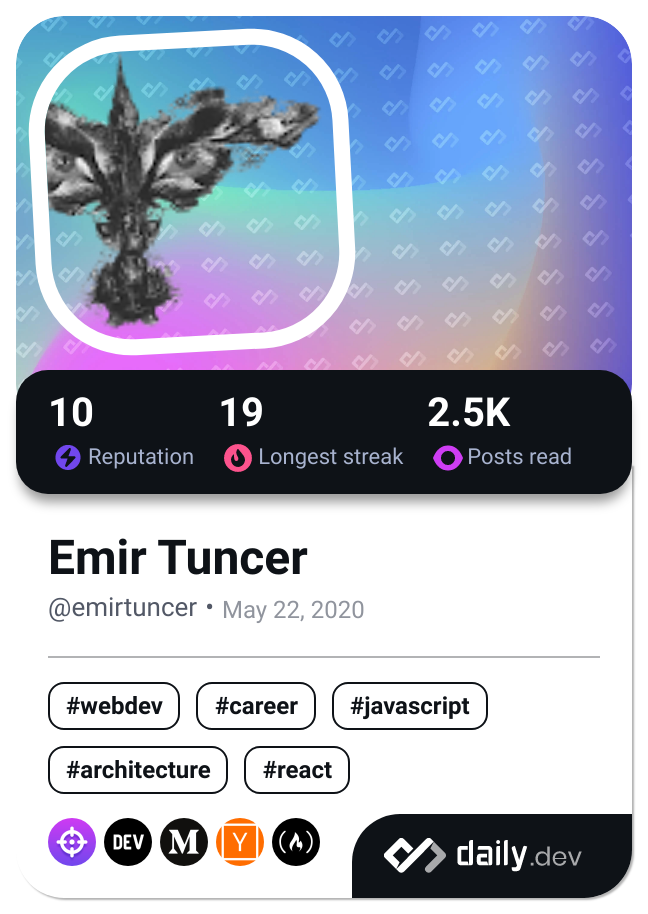 10 19 2.5K
Reputation Longest streak Posts read
Emir Tuncer
@emirtuncer • May 22, 2020
#webdev #career #javascript
#architecture #react
DEV M Y daily.dev